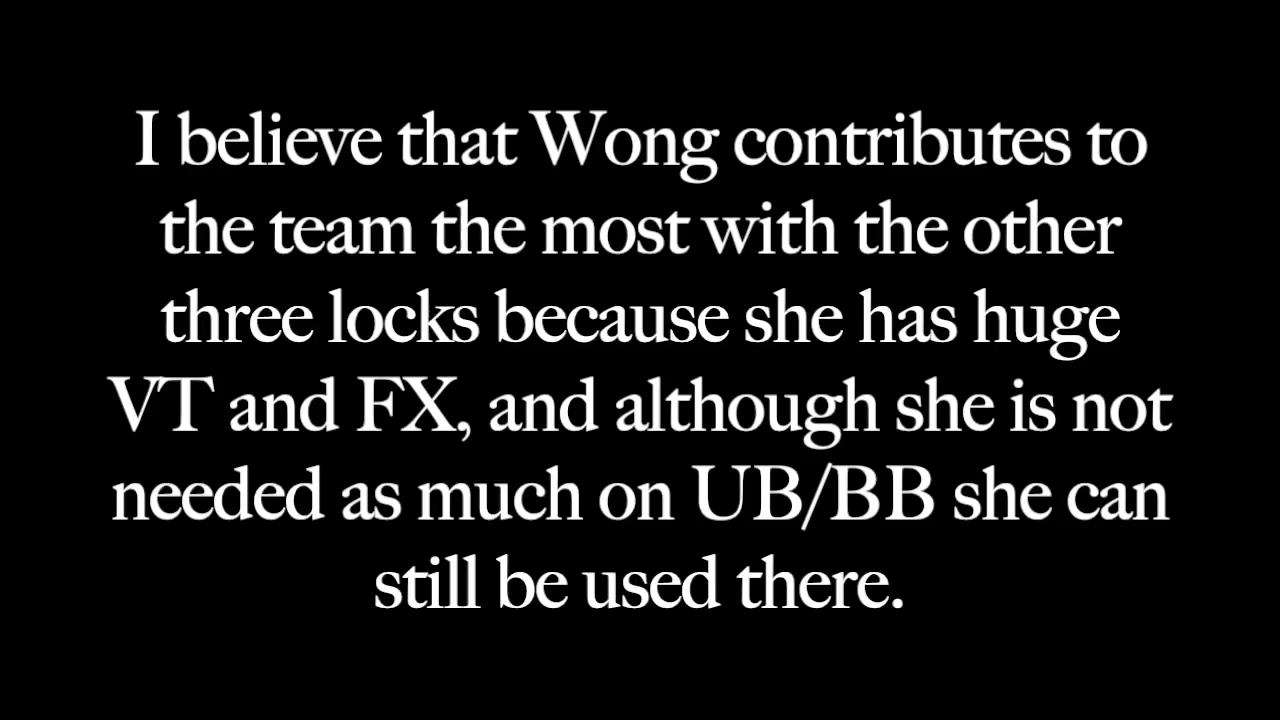 I believe that Wong contributes to
the team the most with the other
three locks because she has huge
VT and FX, and although she is not
needed as much on UB/BB she can
still be used there.